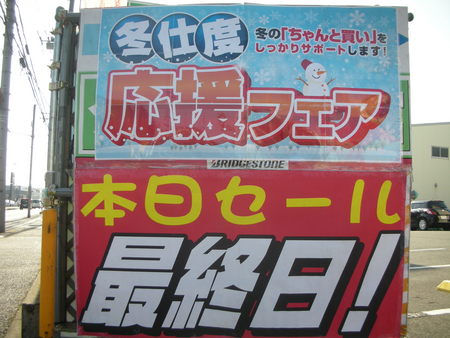 冬仕度
冬の「ちゃんと買い」を
しっかりサポートします!
応援フェア
BRIDGESTONE
本日セール
最終日!